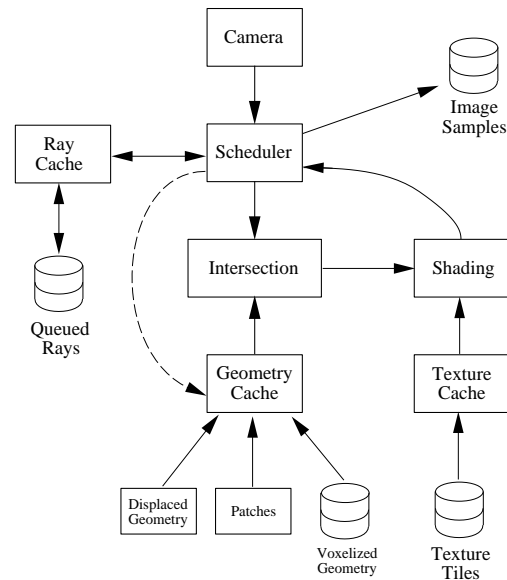 Camera
Image
Samples
Ray
Cache
Scheduler
Intersection
Shading
Queued
Rays
Geometry
Cache
Texture
Cache
Displaced
Geometry
Patches
Voxelized
Geometry
Texture
Tiles